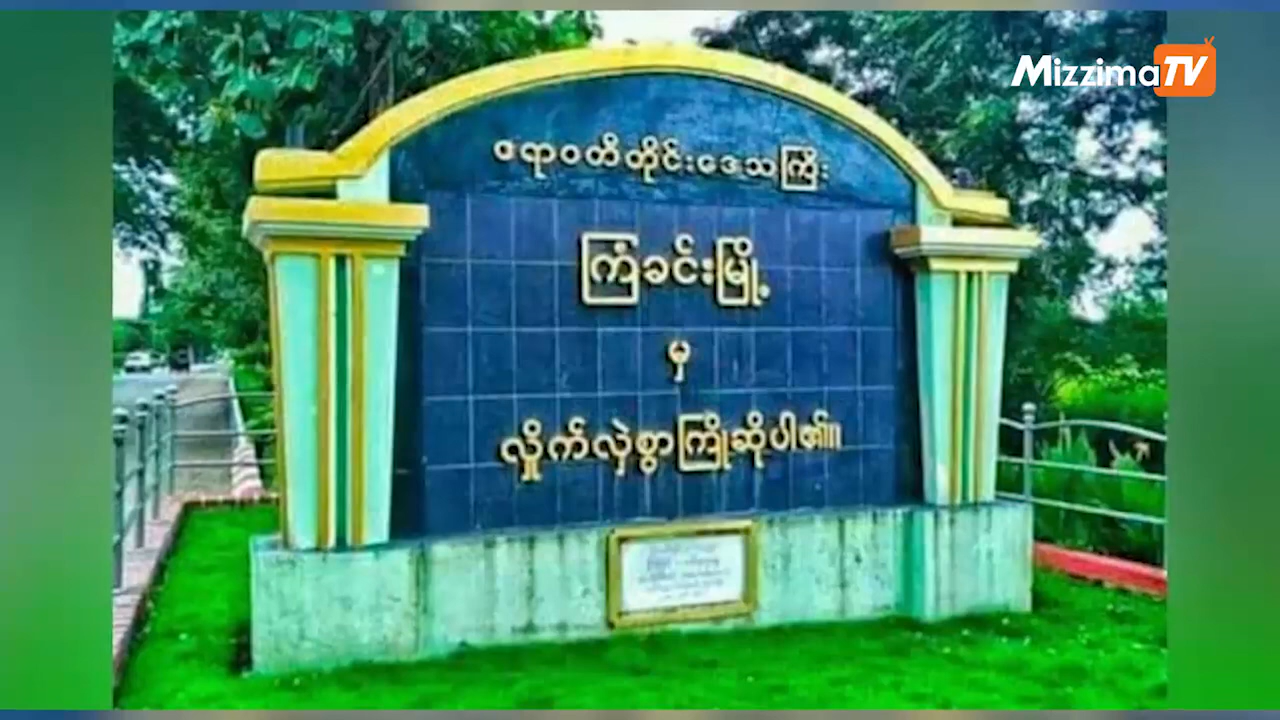 MizzimaTV
ဧရာဝတီတိုင်းဒေသကြီး
ကြံခင်းမြို့
မှ
လှိုက်လှဲစွာကြိုဆိုပါ၏။